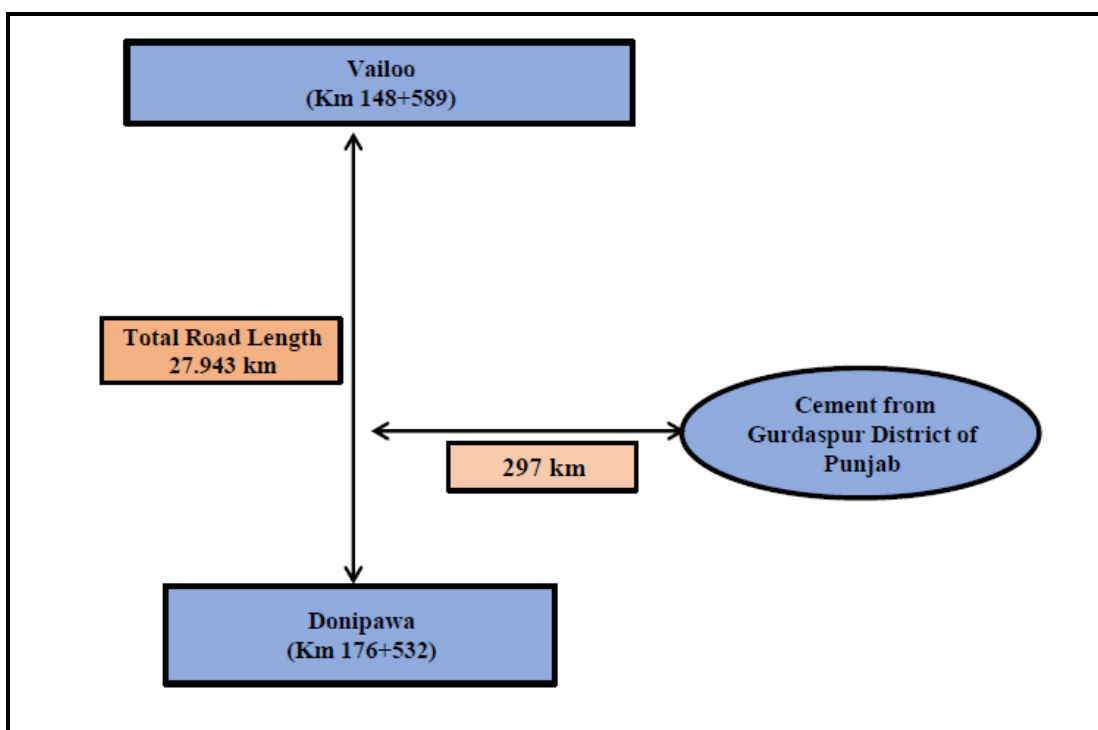 Vailoo
(Km 148+589)
Total Road Length
27.943 km
Cement from
Gurdaspur District of
Punjab
297 km
Donipawa
(Km 176+532)